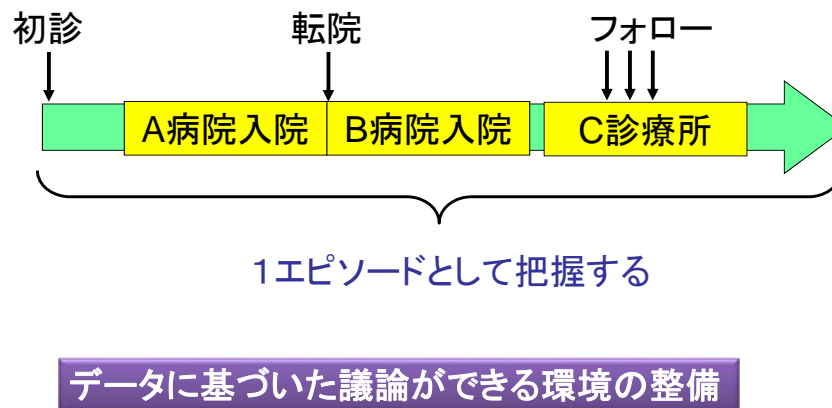 初診
転院
フォロー
A病院入院
B病院入院
C診療所
1エピソードとして把握する
データに基づいた議論ができる環境の整備